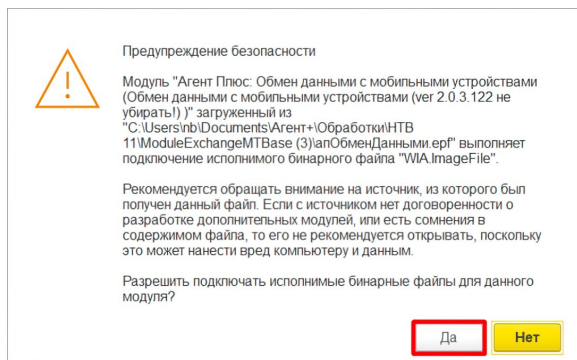 Предупреждение безопасности
Модуль "Агент Плюс: Обмен данными с мобильными устройствами
(Обмен данными с мобильными устройствами (ver 2.0.3.122 не
убирать!) )" загруженный из
"C:\Users\nb\Documents\Агент+\Обработки\НТВ
11\ModuleExchangeMTBase (3)\апОбменДанными.epf" выполняет
подключение исполнимого бинарного файла "WIA.ImageFile".
Рекомендуется обращать внимание на источник, из которого был
получен данный файл. Если с источником нет договоренности о
разработке дополнительных модулей, или есть сомнения в
содержимом файла, то его не рекомендуется открывать, поскольку
это может нанести вред компьютеру и данным.
Разрешить подключать исполнимые бинарные файлы для данного
модуля?
Да Нет